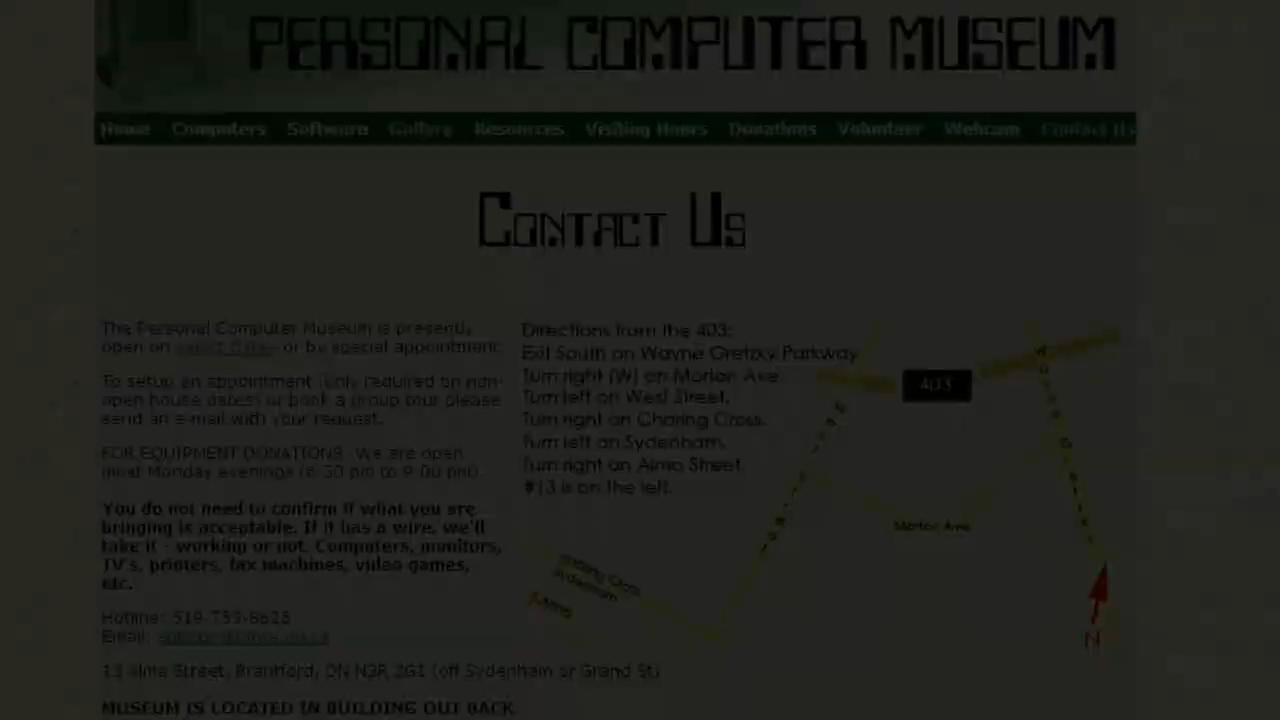 PERSONAL COMPUTER MUSEUM
Home Computers Software Gallery Resources Visiting Hours Donations Volunteer Webcam Contact Us
Contact Us
The Personal Computer Museum is presently
open on or by special appointment.
To setup an appointment (only required on non-
open house dates) or book a group tour please
send an e-mail with your request.
FOR EQUIPMENT DONATIONS: We are open
most Monday evenings (6:30 pm to 9:00 pm).
You do not need to confirm if what you are
bringing is acceptable. If it has a wire, we'll
take it - working or not. Computers, monitors,
TV's, printers, fax machines, video games,
etc.
Hotline: 519-759-8625
Email:
13 Alma Street, Brantford, ON N3R 2G1 (off Sydenham or Grand St)
MUSEUM IS LOCATED IN BUILDING OUT BACK
Directions from the 403:
Exit South on Wayne Gretzky Parkway
Turn right (W) on Morton Ave.
Turn left on West Street.
Turn right on Charing Cross.
Turn left on Sydenham.
Turn right on Alma Street.
#13 is on the left.
403
Morton Ave
Charing Cross
Sydenham
Alma
N